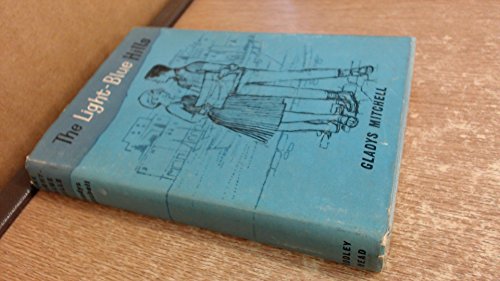 The Light-Blue Hills
GLADYS MITCHELL
BODLEY
HEAD